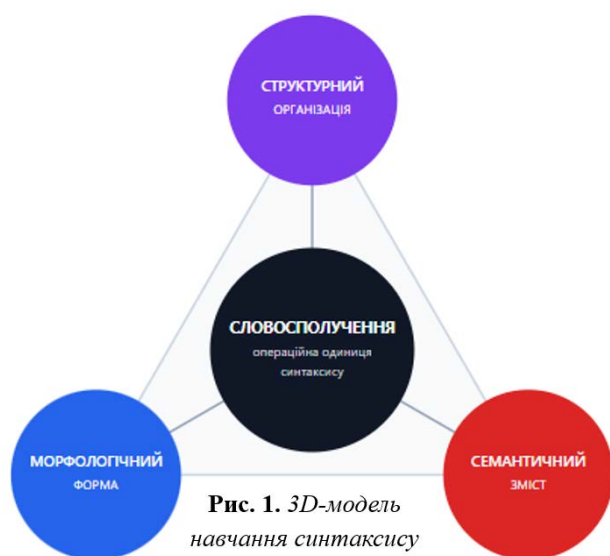 СТРУКТУРНИЙ
ОРГАНІЗАЦІЯ
СЛОВОСПОЛУЧЕННЯ
операційна одиниця
синтаксису
МОРФОЛОГІЧНИЙ
ФОРМА
СЕМАНТИЧНИЙ
ЗМІСТ
Рис. 1. 3D-модель
навчання синтаксису